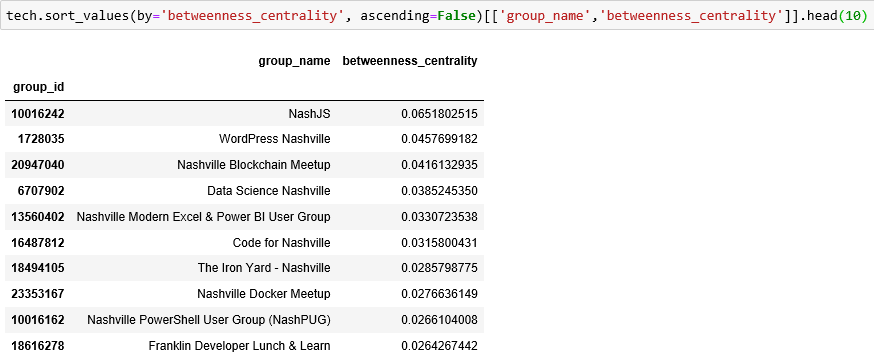 tech.sort_values(by='betweenness_centrality', ascending=False)[['group_name','betweenness_centrality']].head(10)
group_name betweenness_centrality
group_id
10016242 NashJS 0.0651802515
1728035 WordPress Nashville 0.0457699182
20947040 Nashville Blockchain Meetup 0.0416132935
6707902 Data Science Nashville 0.0385245350
13560402 Nashville Modern Excel & Power BI User Group 0.0330723538
16487812 Code for Nashville 0.0315800431
18494105 The Iron Yard - Nashville 0.0285798775
23353167 Nashville Docker Meetup 0.0276636149
10016162 Nashville PowerShell User Group (NashPUG) 0.0266104008
18616278 Franklin Developer Lunch & Learn 0.0264267442